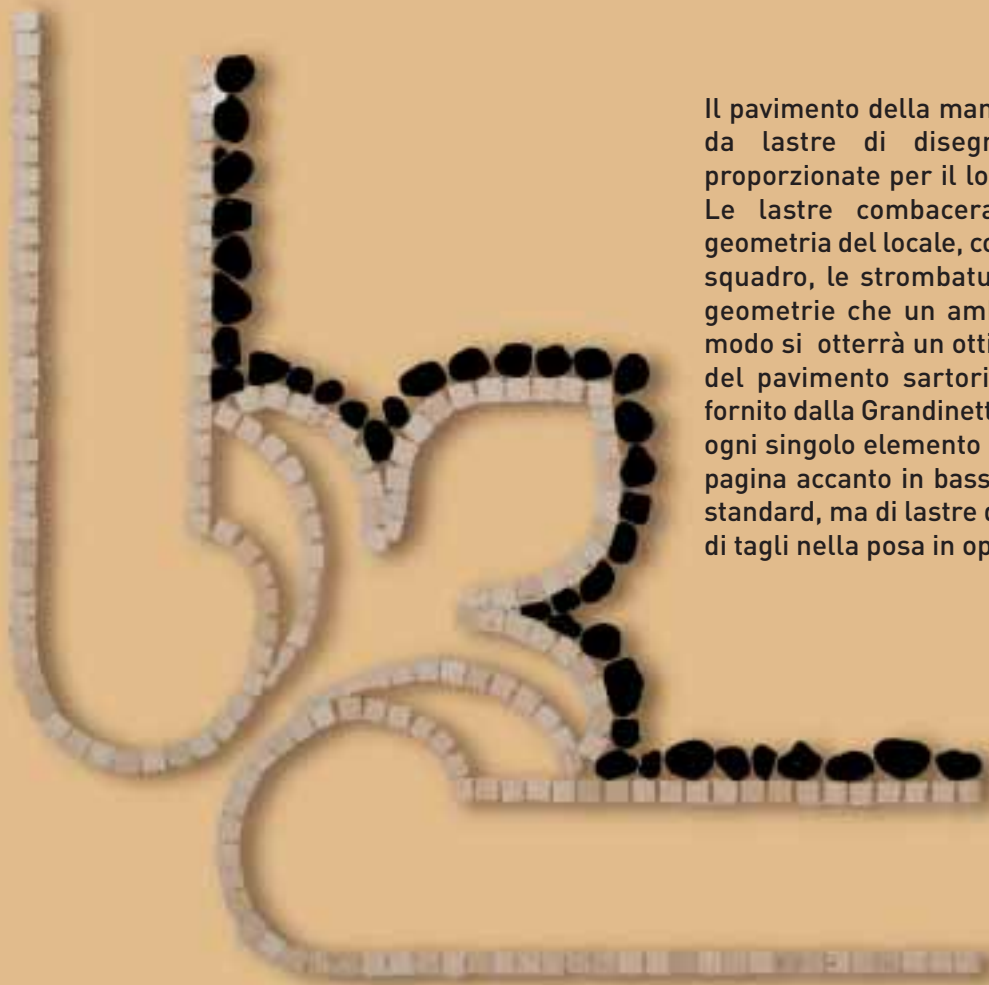 Il pavimento della man
da lastre di disegn
proporzionate per il lo
Le lastre combacera
geometria del locale, co
squadro, le strombatu
geometrie che un am
modo si otterrà un otti
del pavimento sartori
fornito dalla Grandinett
ogni singolo elemento
pagina accanto in bass
standard, ma di lastre d
di tagli nella posa in op